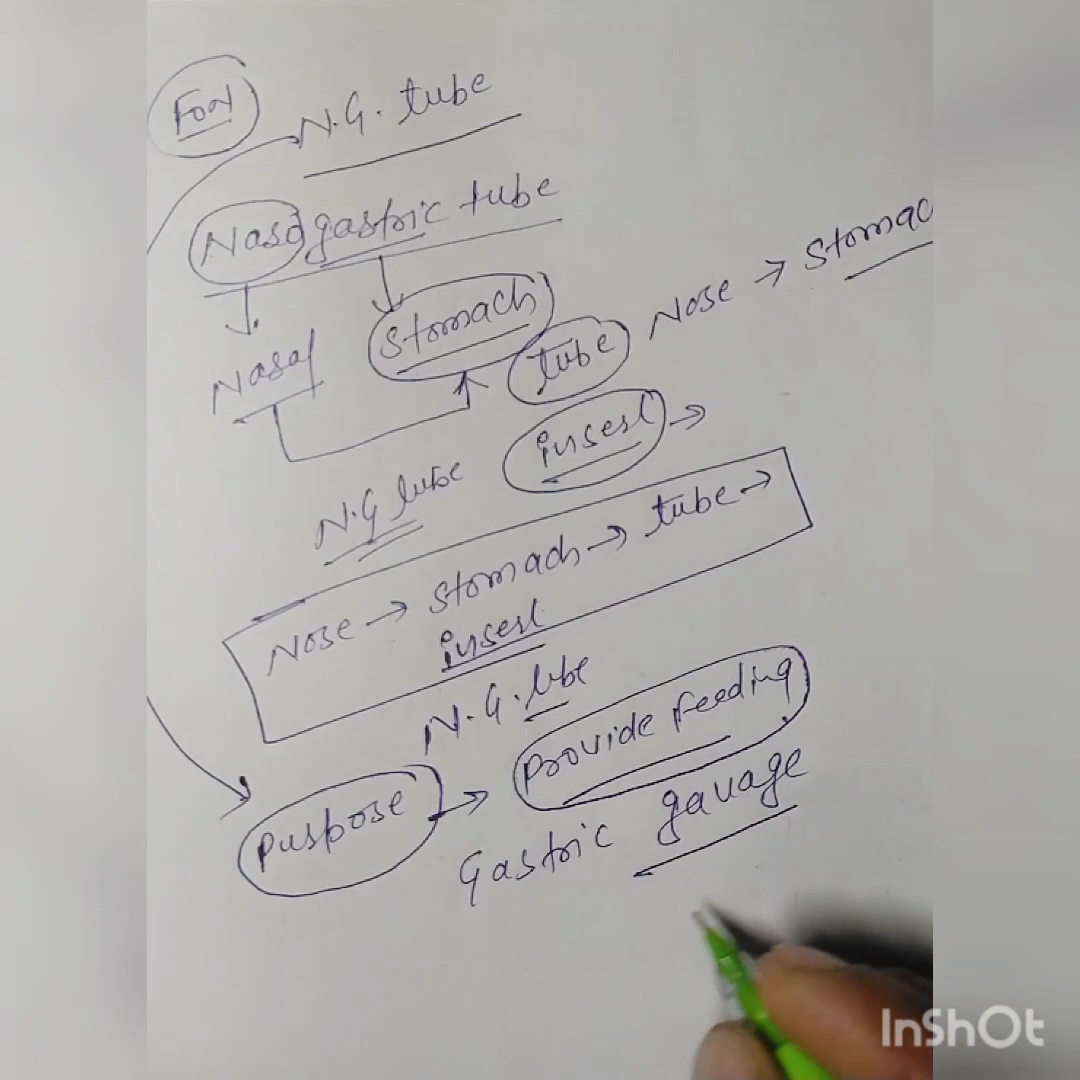 FON
N.G. tube
Nasogastric tube
Nasal
Stomach
tube Nose → Stomac
N.G tube insert →
Nose → Stomach → tube →
insert
N.G. tube
Purpose → Provide Feeding
Gastric gavage
InShOt